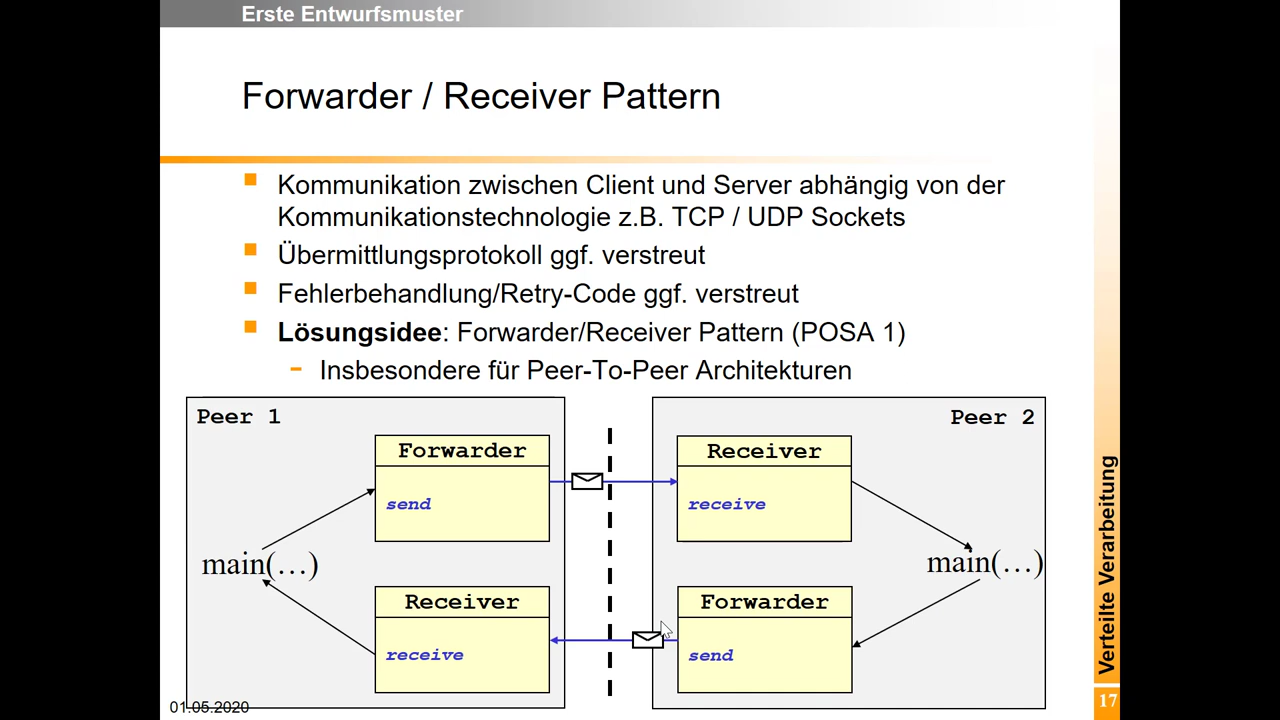 Erste Entwurfsmuster
Forwarder / Receiver Pattern
Kommunikation zwischen Client und Server abhängig von der
Kommunikationstechnologie z.B. TCP / UDP Sockets
Übermittlungsprotokoll ggf. verstreut
Fehlerbehandlung/Retry-Code ggf. verstreut
Lösungsidee: Forwarder/Receiver Pattern (POSA 1)
Insbesondere für Peer-To-Peer Architekturen
Peer 1
Forwarder
send
main(…)
Receiver
receive
Peer 2
Receiver
receive
main(…)
Forwarder
send
Verteilte Verarbeitung
17
01.05.2020